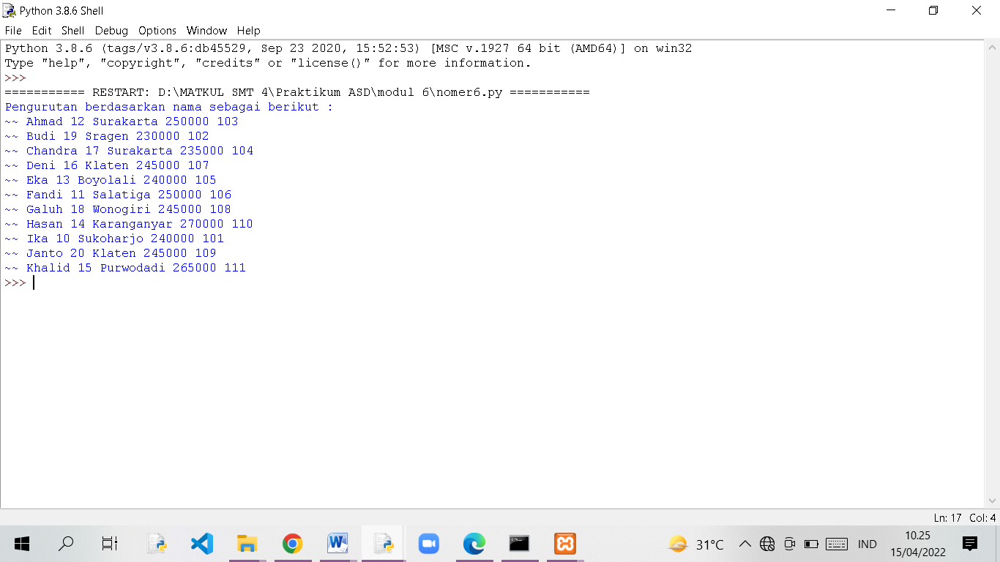 Python 3.8.6 Shell
File Edit Shell Debug Options Window Help
Python 3.8.6 (tags/v3.8.6:db45529, Sep 23 2020, 15:52:53) [MSC v.1927 64 bit (AMD64)] on win32
Type "help", "copyright", "credits" or "license()" for more information.
>>>
=========== RESTART: D:\MATKUL SMT 4\Praktikum ASD\modul 6\nomer6.py ===========
Pengurutan berdasarkan nama sebagai berikut :
~~ Ahmad 12 Surakarta 250000 103
~~ Budi 19 Sragen 230000 102
~~ Chandra 17 Surakarta 235000 104
~~ Deni 16 Klaten 245000 107
~~ Eka 13 Boyolali 240000 105
~~ Fandi 11 Salatiga 250000 106
~~ Galuh 18 Wonogiri 245000 108
~~ Hasan 14 Karanganyar 270000 110
~~ Ika 10 Sukoharjo 240000 101
~~ Janto 20 Klaten 245000 109
~~ Khalid 15 Purwodadi 265000 111
>>>
Ln: 17 Col: 4
31°C IND 10.25
15/04/2022